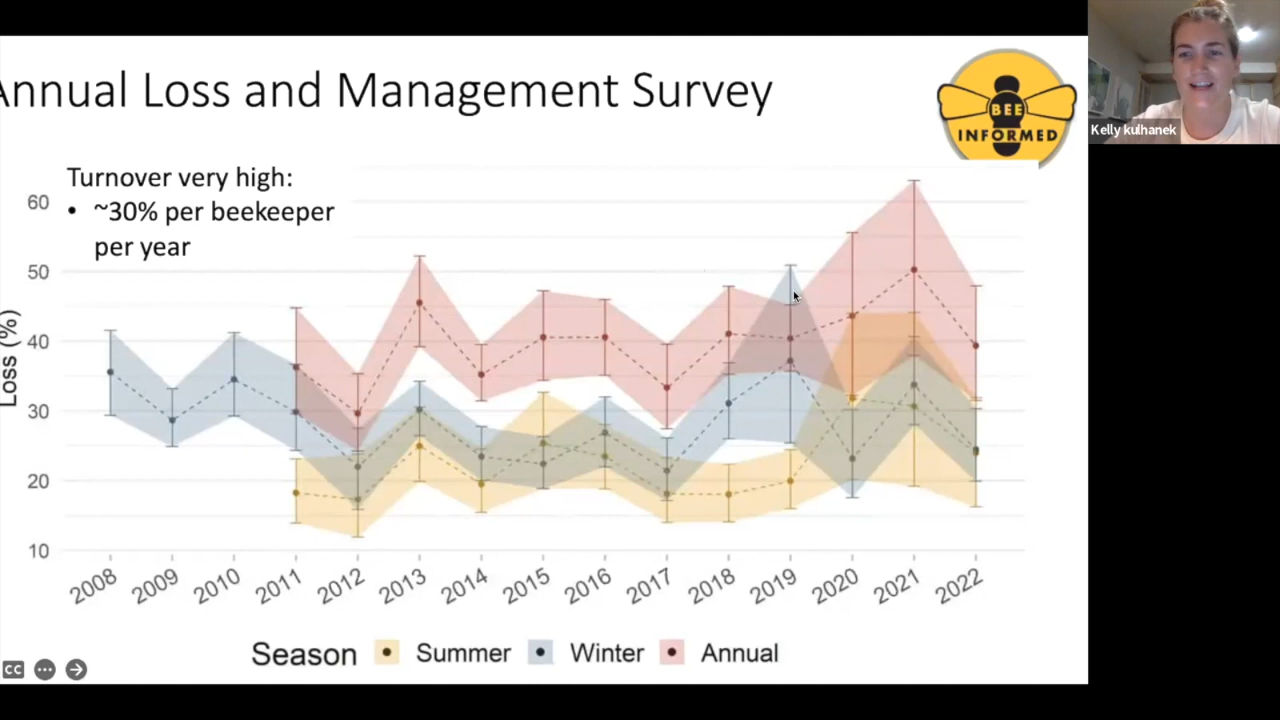 Annual Loss and Management Survey
BEE
INFORMED
Kelly kulhanek
Turnover very high:
• ~30% per beekeeper
per year
Loss (%)
60
50
40
30
20
10
2008
2009
2010
2011
2012
2013
2014
2015
2016
2017
2018
2019
2020
2021
2022
Season Summer Winter Annual
CC